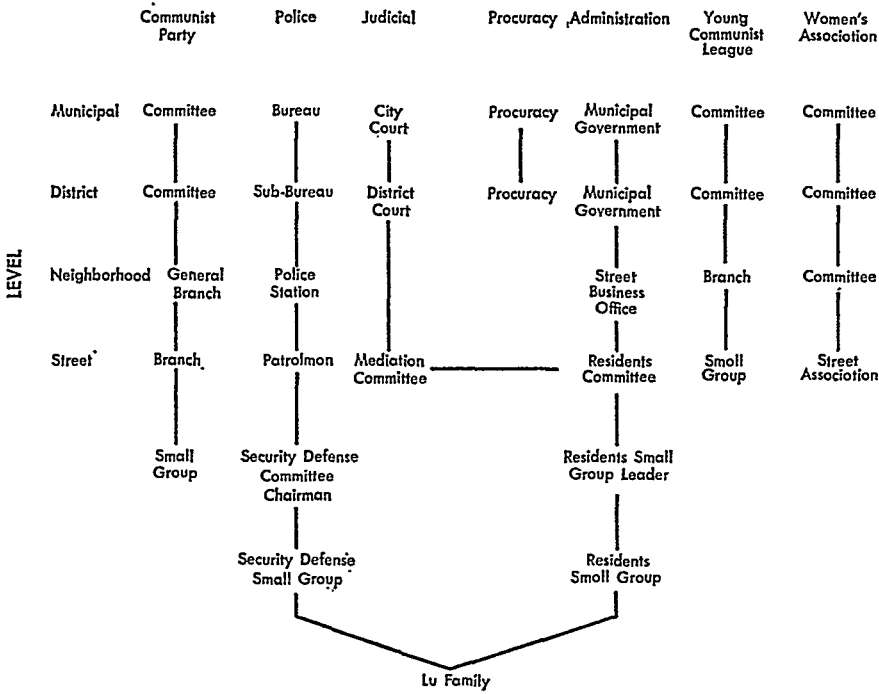 Communist Party
Police
Judicial
Procuracy
Administration
Young Communist League
Women's Association
LEVEL
Municipal
Committee
Bureau
City Court
Procuracy
Municipal Government
Committee
Committee
District
Committee
Sub-Bureau
District Court
Procuracy
Municipal Government
Committee
Committee
Neighborhood
General Branch
Police Station
Street Business Office
Branch
Committee
Street
Branch
Patrolmon
Mediation Committee
Residents Committee
Small Group
Street Association
Small Group
Security Defense Committee Chairman
Residents Small Group Leader
Security Defense Small Group
Residents Smoll Group
Lu Family